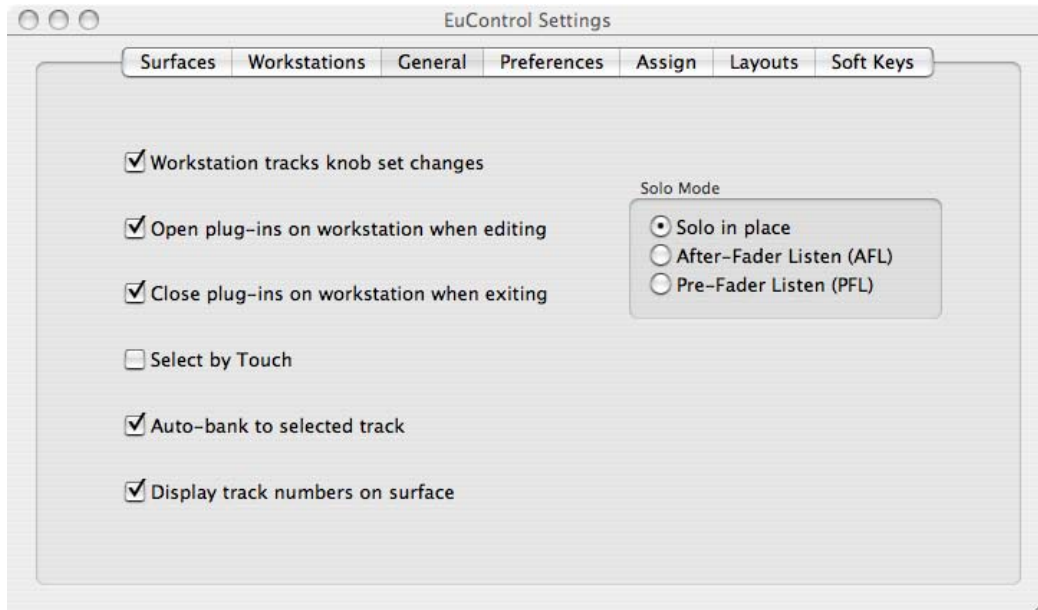 EuControl Settings
Surfaces Workstations General Preferences Assign Layouts Soft Keys
Workstation tracks knob set changes
Open plug-ins on workstation when editing
Close plug-ins on workstation when exiting
Select by Touch
Auto-bank to selected track
Display track numbers on surface
Solo Mode
Solo in place
After-Fader Listen (AFL)
Pre-Fader Listen (PFL)